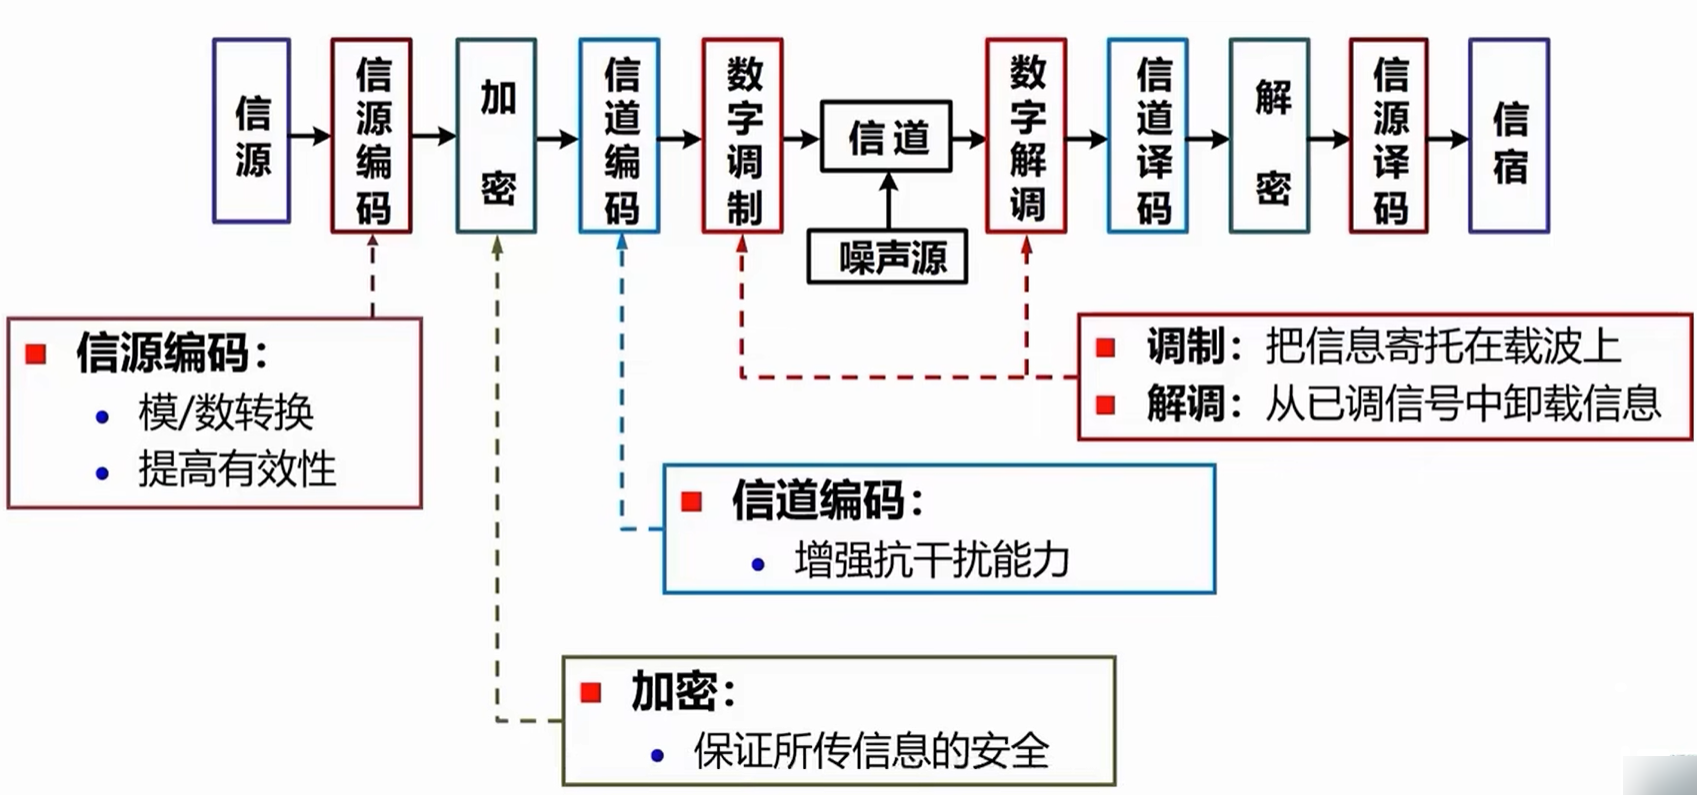 信源
信源编码
加密
信道编码
数字调制
信道
噪声源
数字解调
信道译码
解密
信源译码
信宿
信源编码：
模/数转换
提高有效性
调制：把信息寄托在载波上
解调：从已调信号中卸载信息
信道编码：
增强抗干扰能力
加密：
保证所传信息的安全